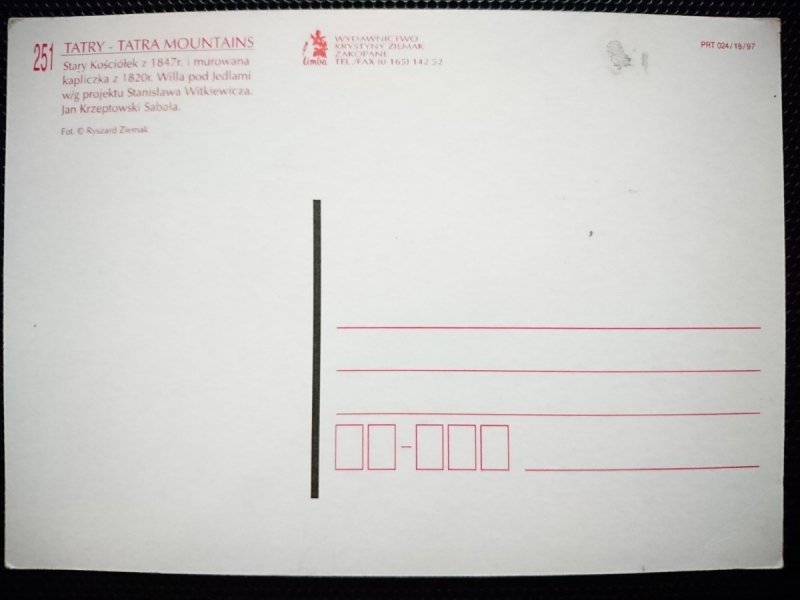 251 TATRY - TATRA MOUNTAINS
Stary Kościółek z 1847r. i murowana
kapliczka z 1820r. Willa pod Jedlami
w/g projektu Stanisława Witkiewicza.
Jan Krzeptowski Sabała.
Fot. © Ryszard Ziemak
limba
WYDAWNICTWO
KRYSTYNY ZIEMAK
ZAKOPANE
TEL./FAX (0 165) 142 52
PRT 024/18/97